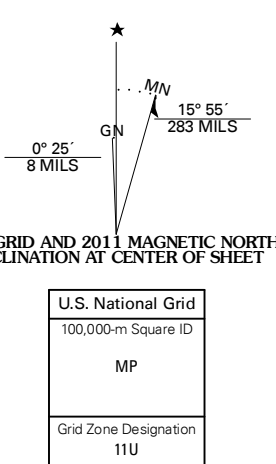 ★
MN
15° 55´
283 MILS
GN
0° 25´
8 MILS
GRID AND 2011 MAGNETIC NORTH
CLINATION AT CENTER OF SHEET
U.S. National Grid
100,000-m Square ID
MP
Grid Zone Designation
11U